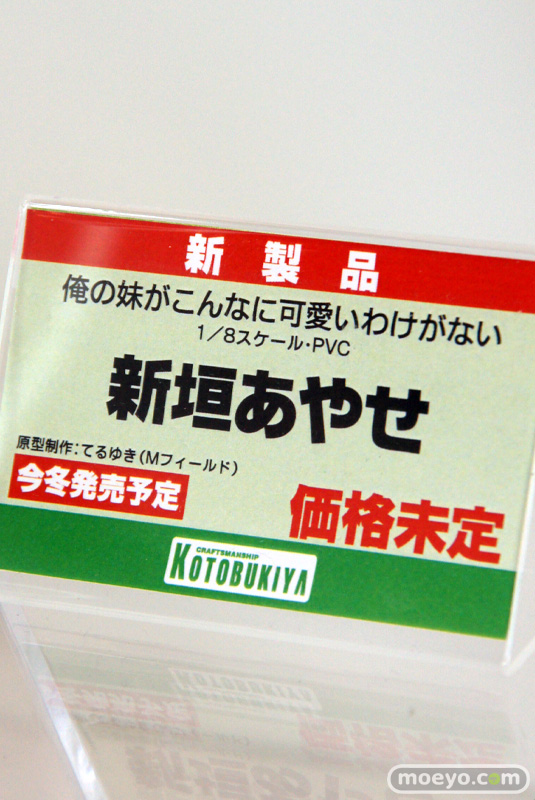 新製品
俺の妹がこんなに可愛いわけがない
1/8スケール・PVC
新垣あやせ
原型制作:てるゆき(Mフィールド)
今冬発売予定
価格未定
CRAFTSMANSHIP
KOTOBUKIYA
moeyo.com